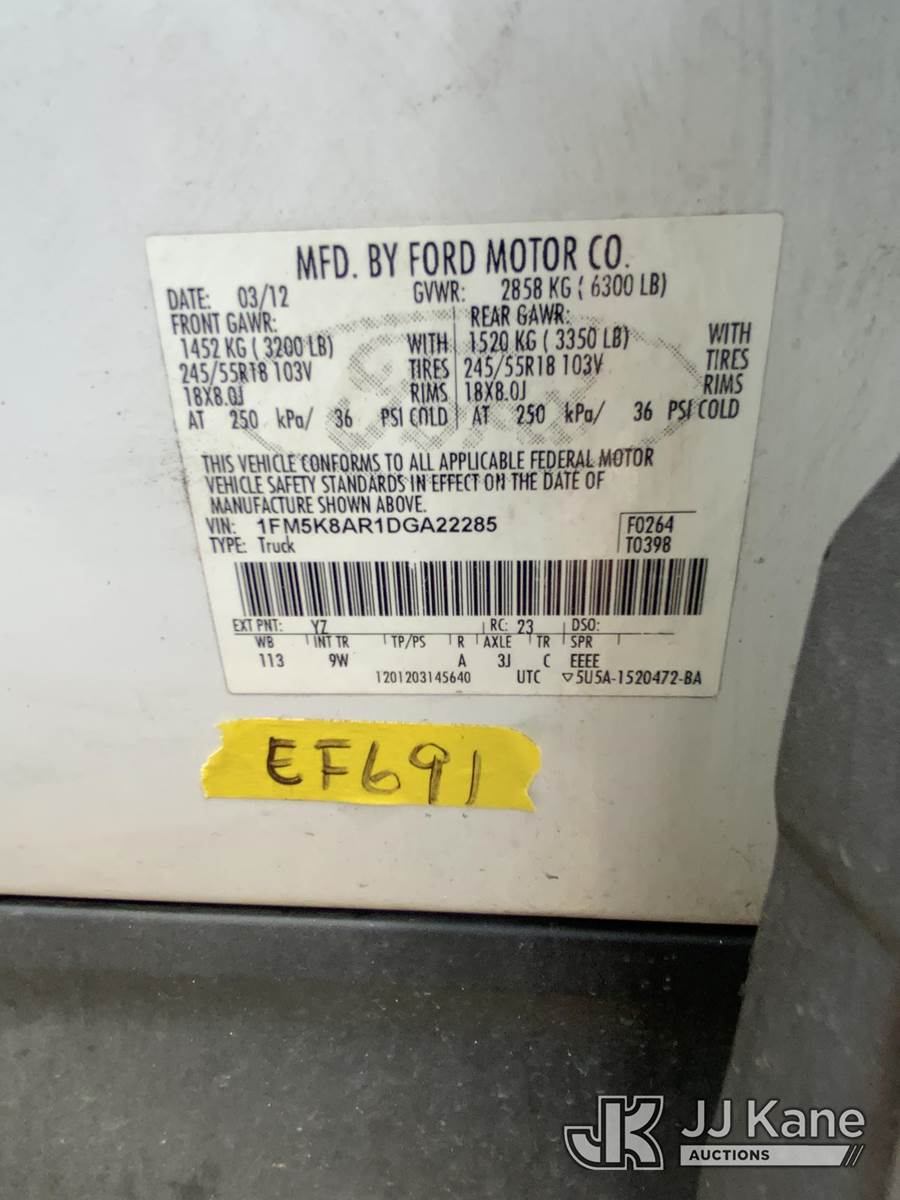 MFD. BY FORD MOTOR CO.
DATE: 03/12 GVWR: 2858 KG ( 6300 LB)
FRONT GAWR: REAR GAWR:
1452 KG ( 3200 LB) WITH 1520 KG ( 3350 LB) WITH
245/55R18 103V TIRES 245/55R18 103V TIRES
18X8.0J RIMS 18X8.0J RIMS
AT 250 kPa/ 36 PSI COLD AT 250 kPa/ 36 PSI COLD
THIS VEHICLE CONFORMS TO ALL APPLICABLE FEDERAL MOTOR
VEHICLE SAFETY STANDARDS IN EFFECT ON THE DATE OF
MANUFACTURE SHOWN ABOVE.
VIN: 1FM5K8AR1DGA22285 F0264
TYPE: Truck T0398
EXT PNT: YZ RC: 23 DSO:
WB INT TR TP/PS R AXLE TR SPR
113 9W A 3J C EEEE
1201203145640 UTC ▽5U5A-1520472-BA
EF691
JK JJ Kane
AUCTIONS